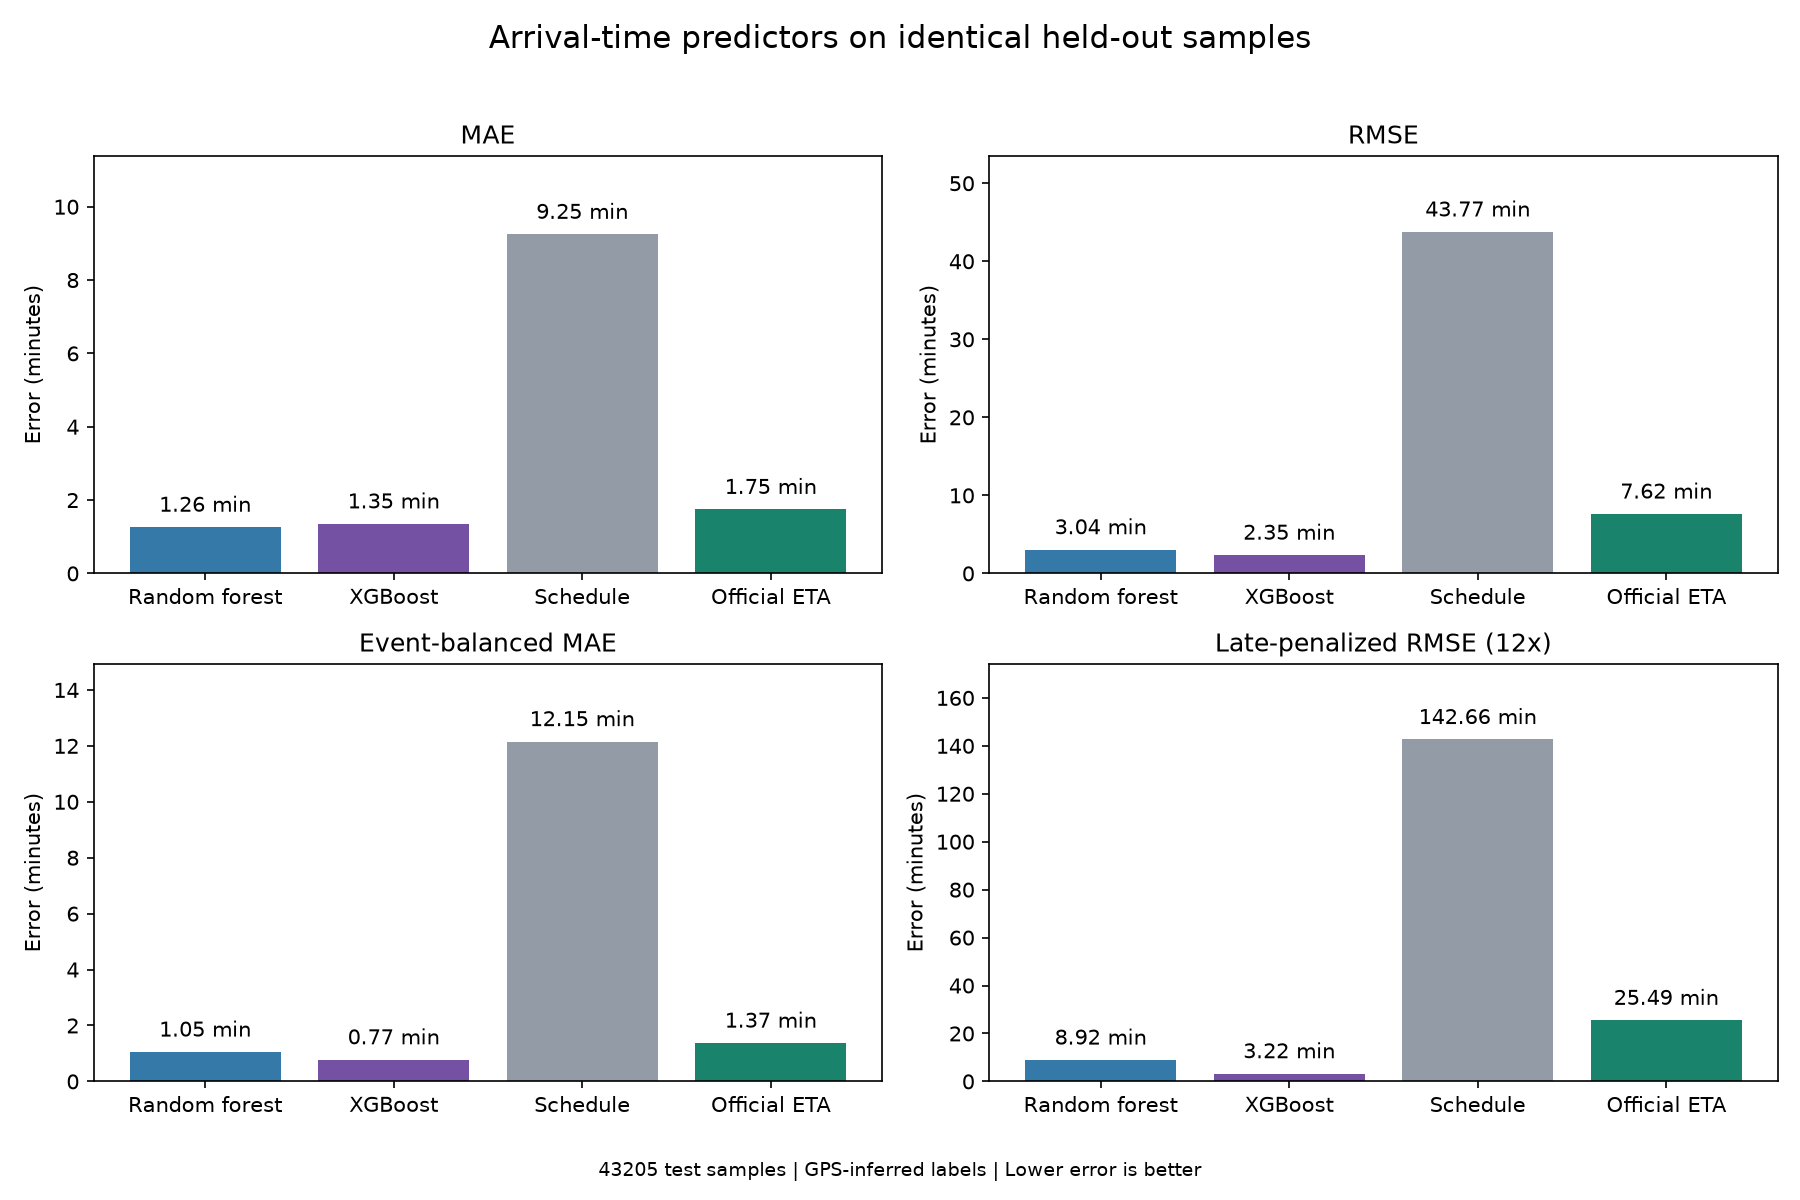 Arrival-time predictors on identical held-out samples
MAE
Error (minutes)
10
8
6
4
2
0
1.26 min
1.35 min
9.25 min
1.75 min
Random forest XGBoost Schedule Official ETA
RMSE
Error (minutes)
50
40
30
20
10
0
3.04 min
2.35 min
43.77 min
7.62 min
Random forest XGBoost Schedule Official ETA
Event-balanced MAE
Error (minutes)
14
12
10
8
6
4
2
0
1.05 min
0.77 min
12.15 min
1.37 min
Random forest XGBoost Schedule Official ETA
Late-penalized RMSE (12x)
Error (minutes)
160
140
120
100
80
60
40
20
0
8.92 min
3.22 min
142.66 min
25.49 min
Random forest XGBoost Schedule Official ETA
43205 test samples | GPS-inferred labels | Lower error is better